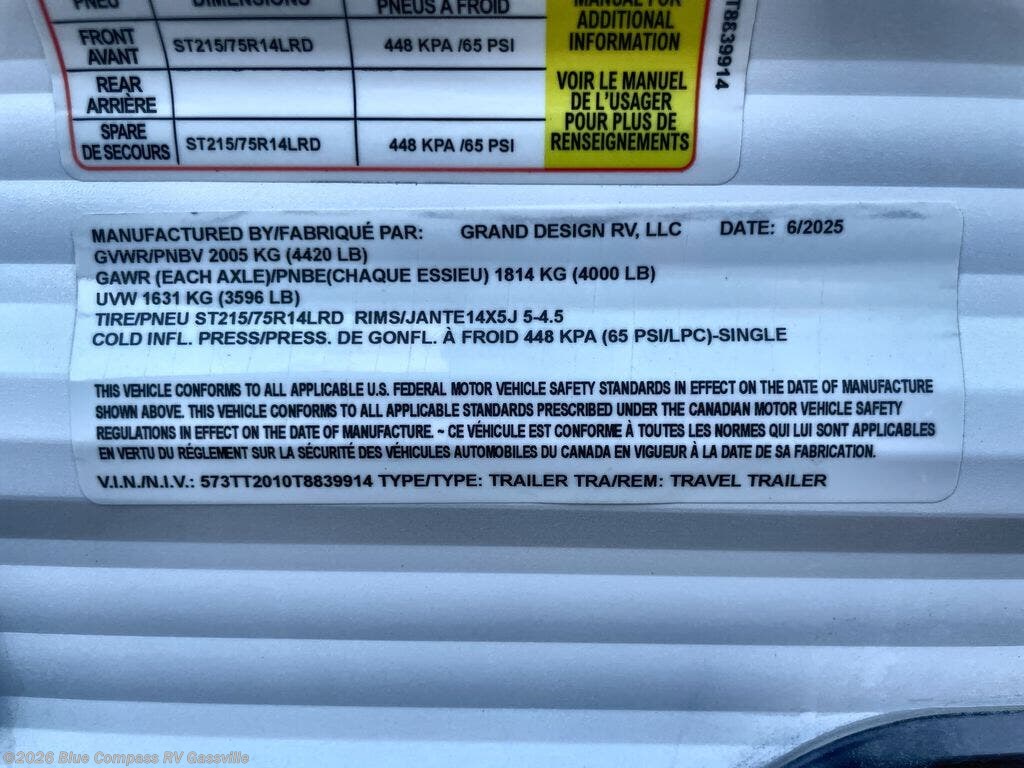 PNEU DIMENSIONS PNEUS À FROID
MANUAL FOR
ADDITIONAL
INFORMATION
FRONT
AVANT
ST215/75R14LRD 448 KPA /65 PSI
REAR
ARRIÈRE
SPARE
DE SECOURS
ST215/75R14LRD 448 KPA /65 PSI
VOIR LE MANUEL
DE L'USAGER
POUR PLUS DE
RENSEIGNEMENTS
T8839914
MANUFACTURED BY/FABRIQUÉ PAR: GRAND DESIGN RV, LLC DATE: 6/2025
GVWR/PNBV 2005 KG (4420 LB)
GAWR (EACH AXLE)/PNBE(CHAQUE ESSIEU) 1814 KG (4000 LB)
UVW 1631 KG (3596 LB)
TIRE/PNEU ST215/75R14LRD RIMS/JANTE14X5J 5-4.5
COLD INFL. PRESS/PRESS. DE GONFL. À FROID 448 KPA (65 PSI/LPC)-SINGLE
THIS VEHICLE CONFORMS TO ALL APPLICABLE U.S. FEDERAL MOTOR VEHICLE SAFETY STANDARDS IN EFFECT ON THE DATE OF MANUFACTURE
SHOWN ABOVE. THIS VEHICLE CONFORMS TO ALL APPLICABLE STANDARDS PRESCRIBED UNDER THE CANADIAN MOTOR VEHICLE SAFETY
REGULATIONS IN EFFECT ON THE DATE OF MANUFACTURE. ~ CE VÉHICULE EST CONFORME À TOUTES LES NORMES QUI LUI SONT APPLICABLES
EN VERTU DU RÉGLEMENT SUR LA SÉCURITÉ DES VÉHICULES AUTOMOBILES DU CANADA EN VIGUEUR À LA DATE DE SA FABRICATION.
V.I.N./N.I.V.: 573TT2010T8839914 TYPE/TYPE: TRAILER TRA/REM: TRAVEL TRAILER
©2026 Blue Compass RV Gassville